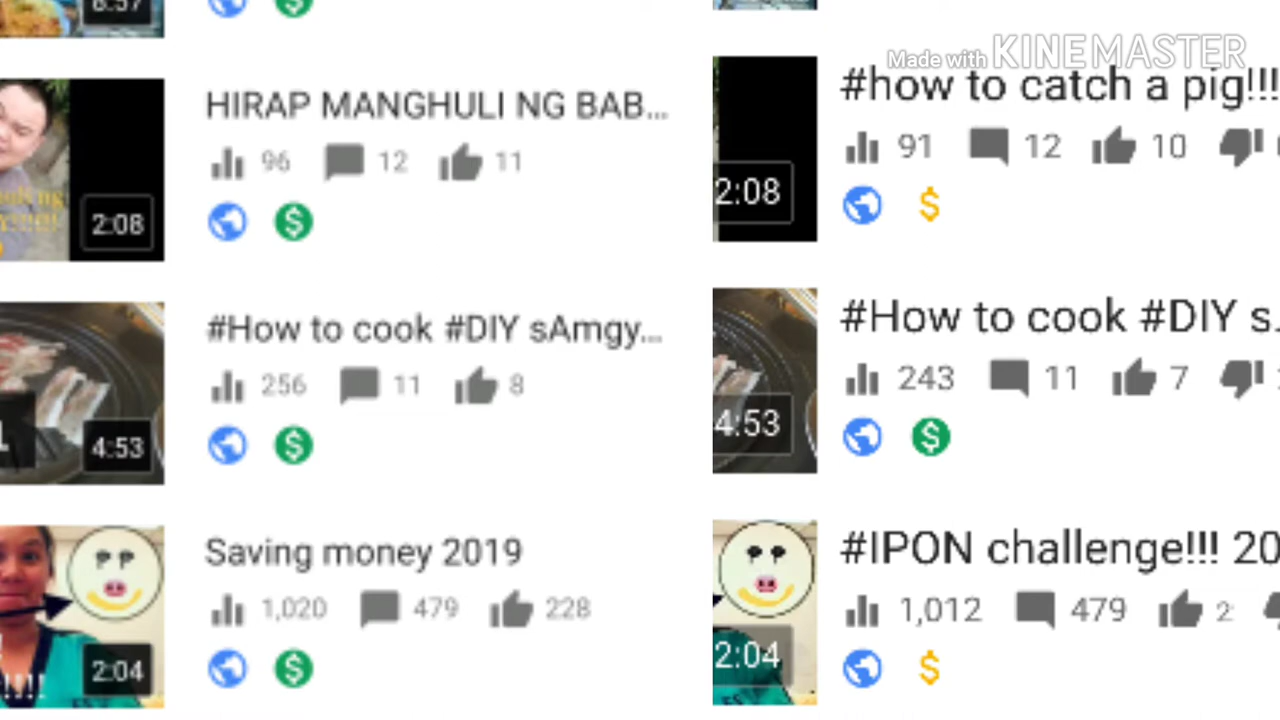 6:57
Made with KINEMASTER
HIRAP MANGHULI NG BAB...
96 12 11
2:08
#how to catch a pig!!!
91 12 10
2:08
#How to cook #DIY sAmgy...
256 11 8
4:53
#How to cook #DIY s
243 11 7
4:53
Saving money 2019
1,020 479 228
2:04
#IPON challenge!!! 20
1,012 479 2
2:04